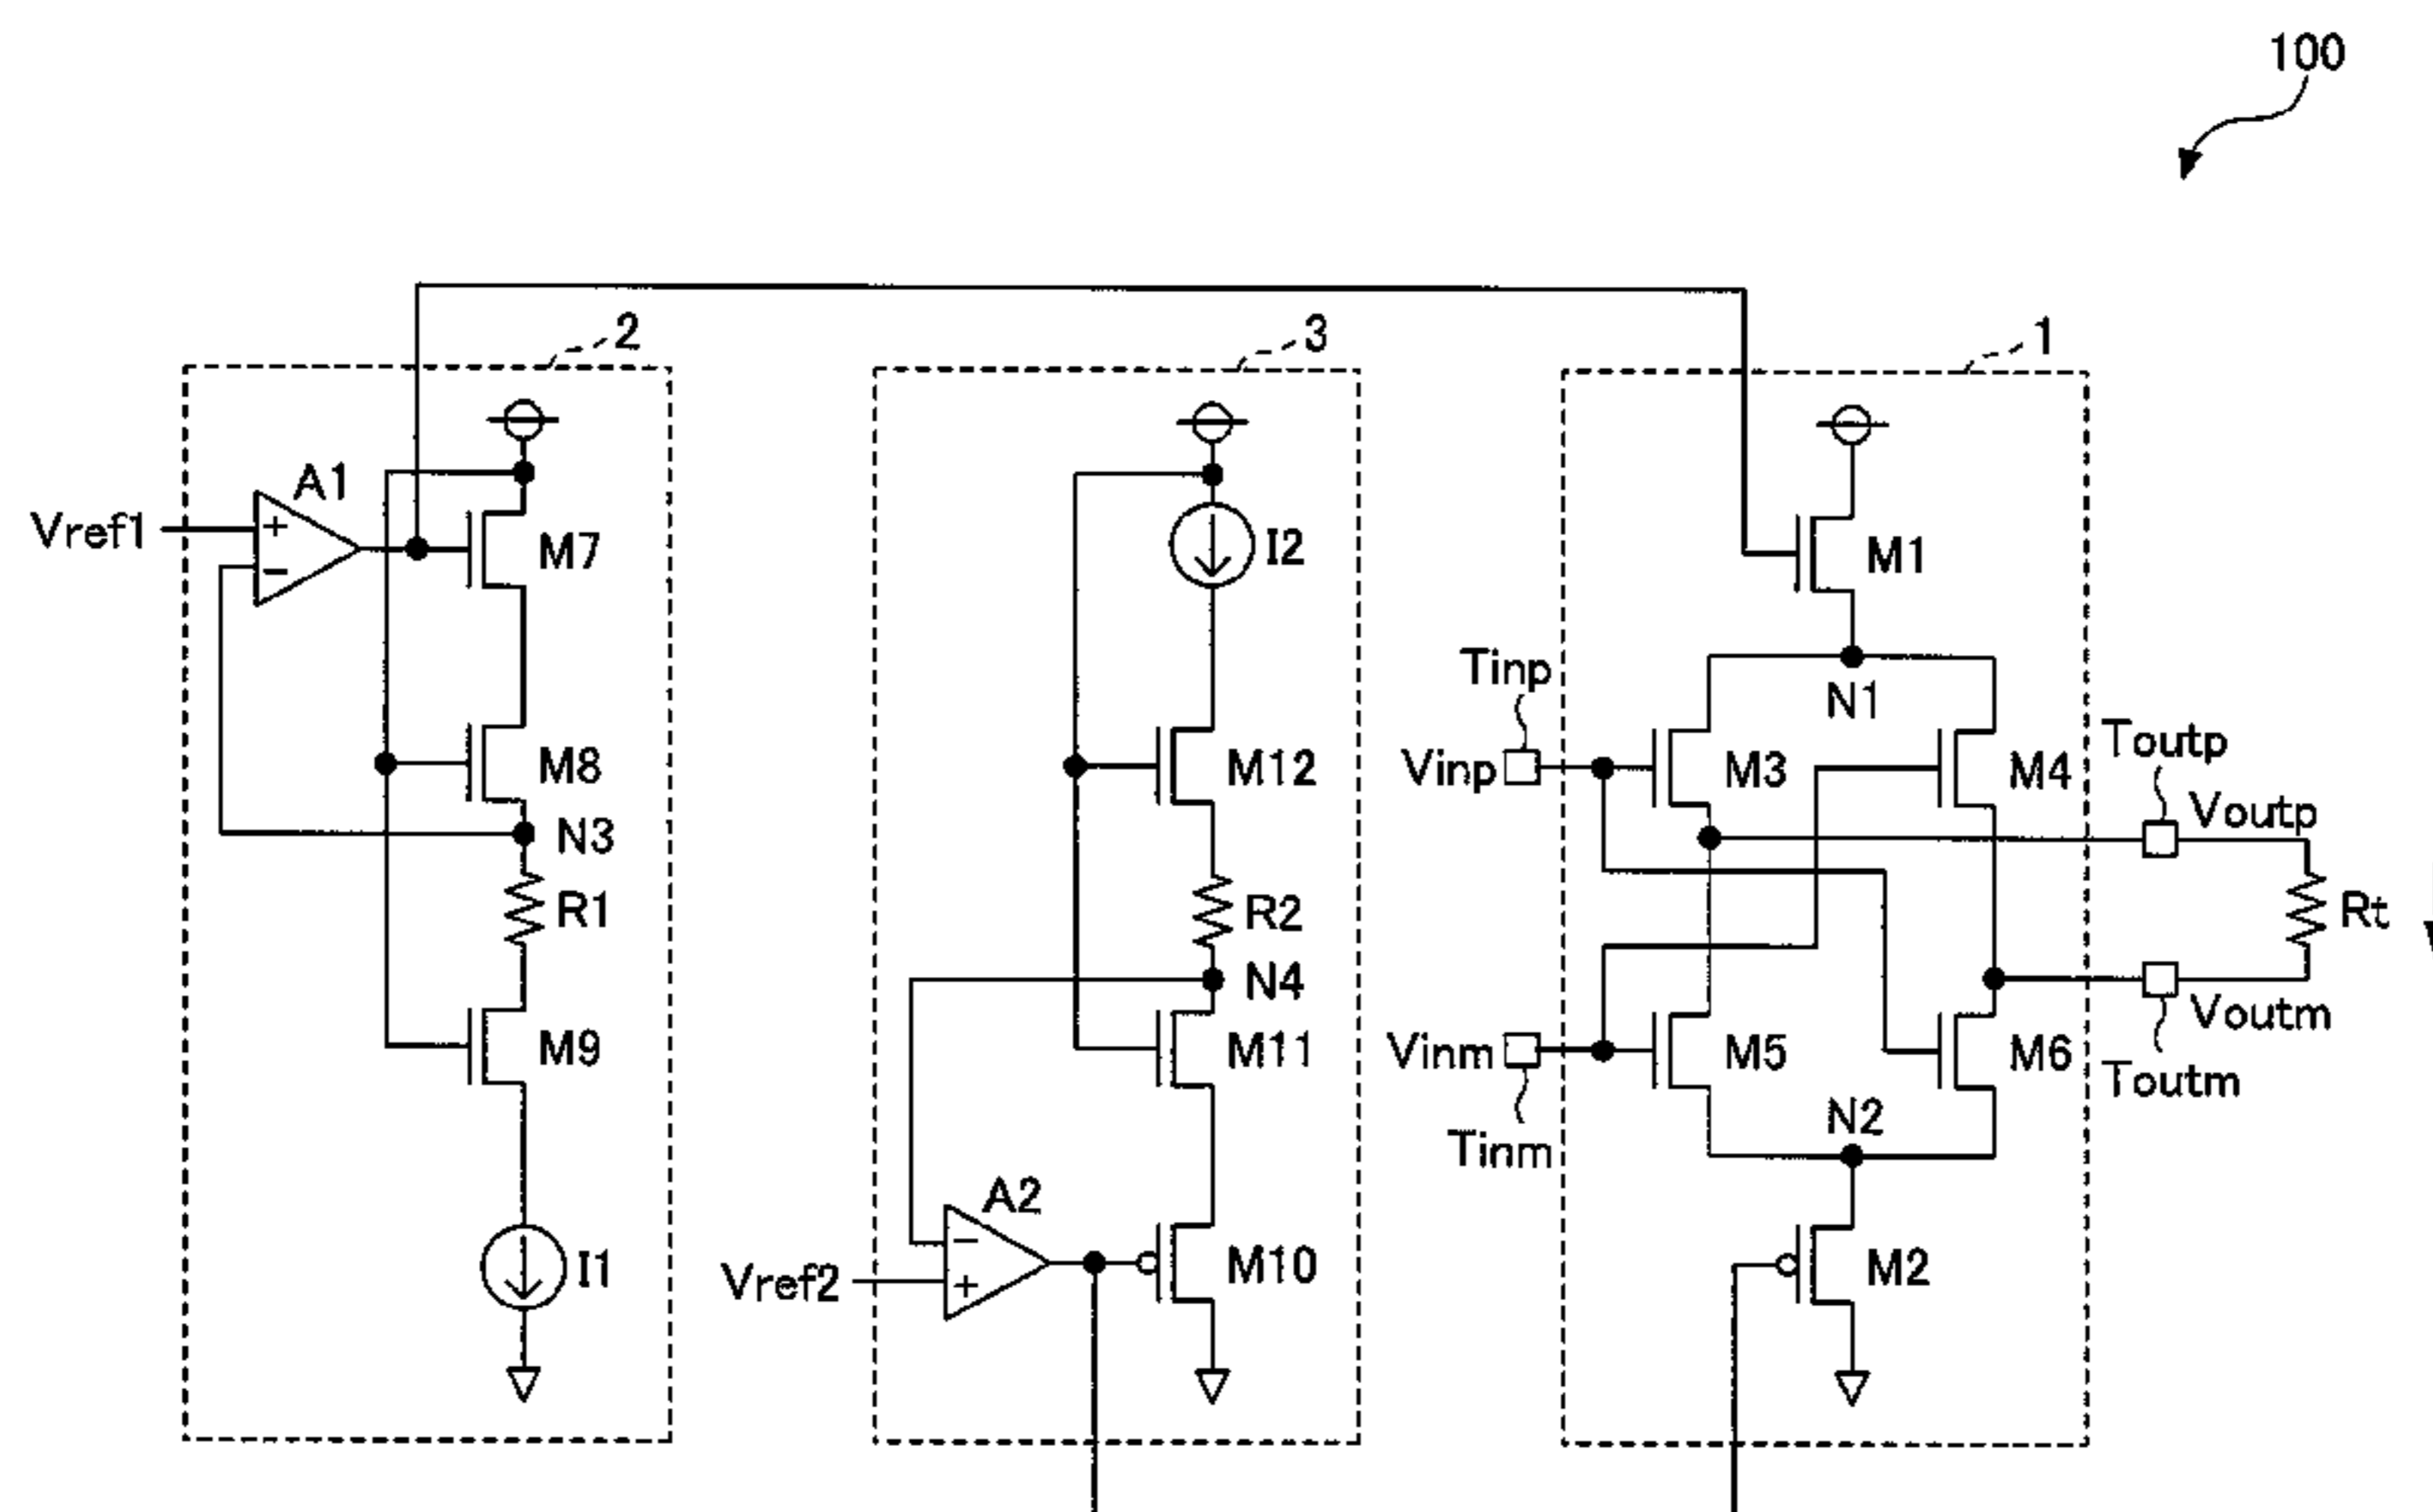 100
2
3
1
A1
Vref1
+
−
M7
I2
M1
Tinp
N1
M8
M12
Vinp
M3
M4
Toutp
Voutp
N3
R1
R2
Rt
N4
M9
M11
Vinm
M5
M6
Voutm
Toutm
Tinm
N2
A2
I1
−
Vref2
+
M10
M2